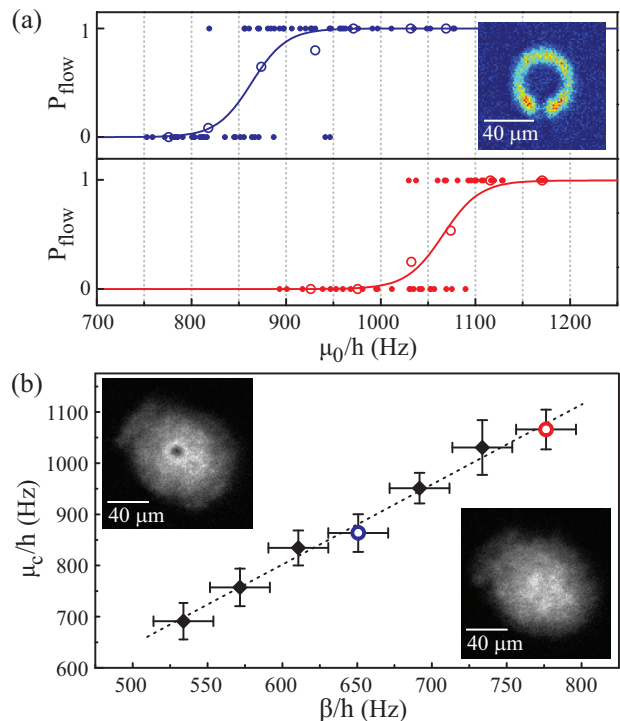 (a)
1
P_flow
0
40 μm
1
P_flow
0
700 800 900 1000 1100 1200
μ₀/h (Hz)
(b)
1100
1000
900
800
700
600
μ_c/h (Hz)
40 μm
40 μm
500 550 600 650 700 750 800
β/h (Hz)